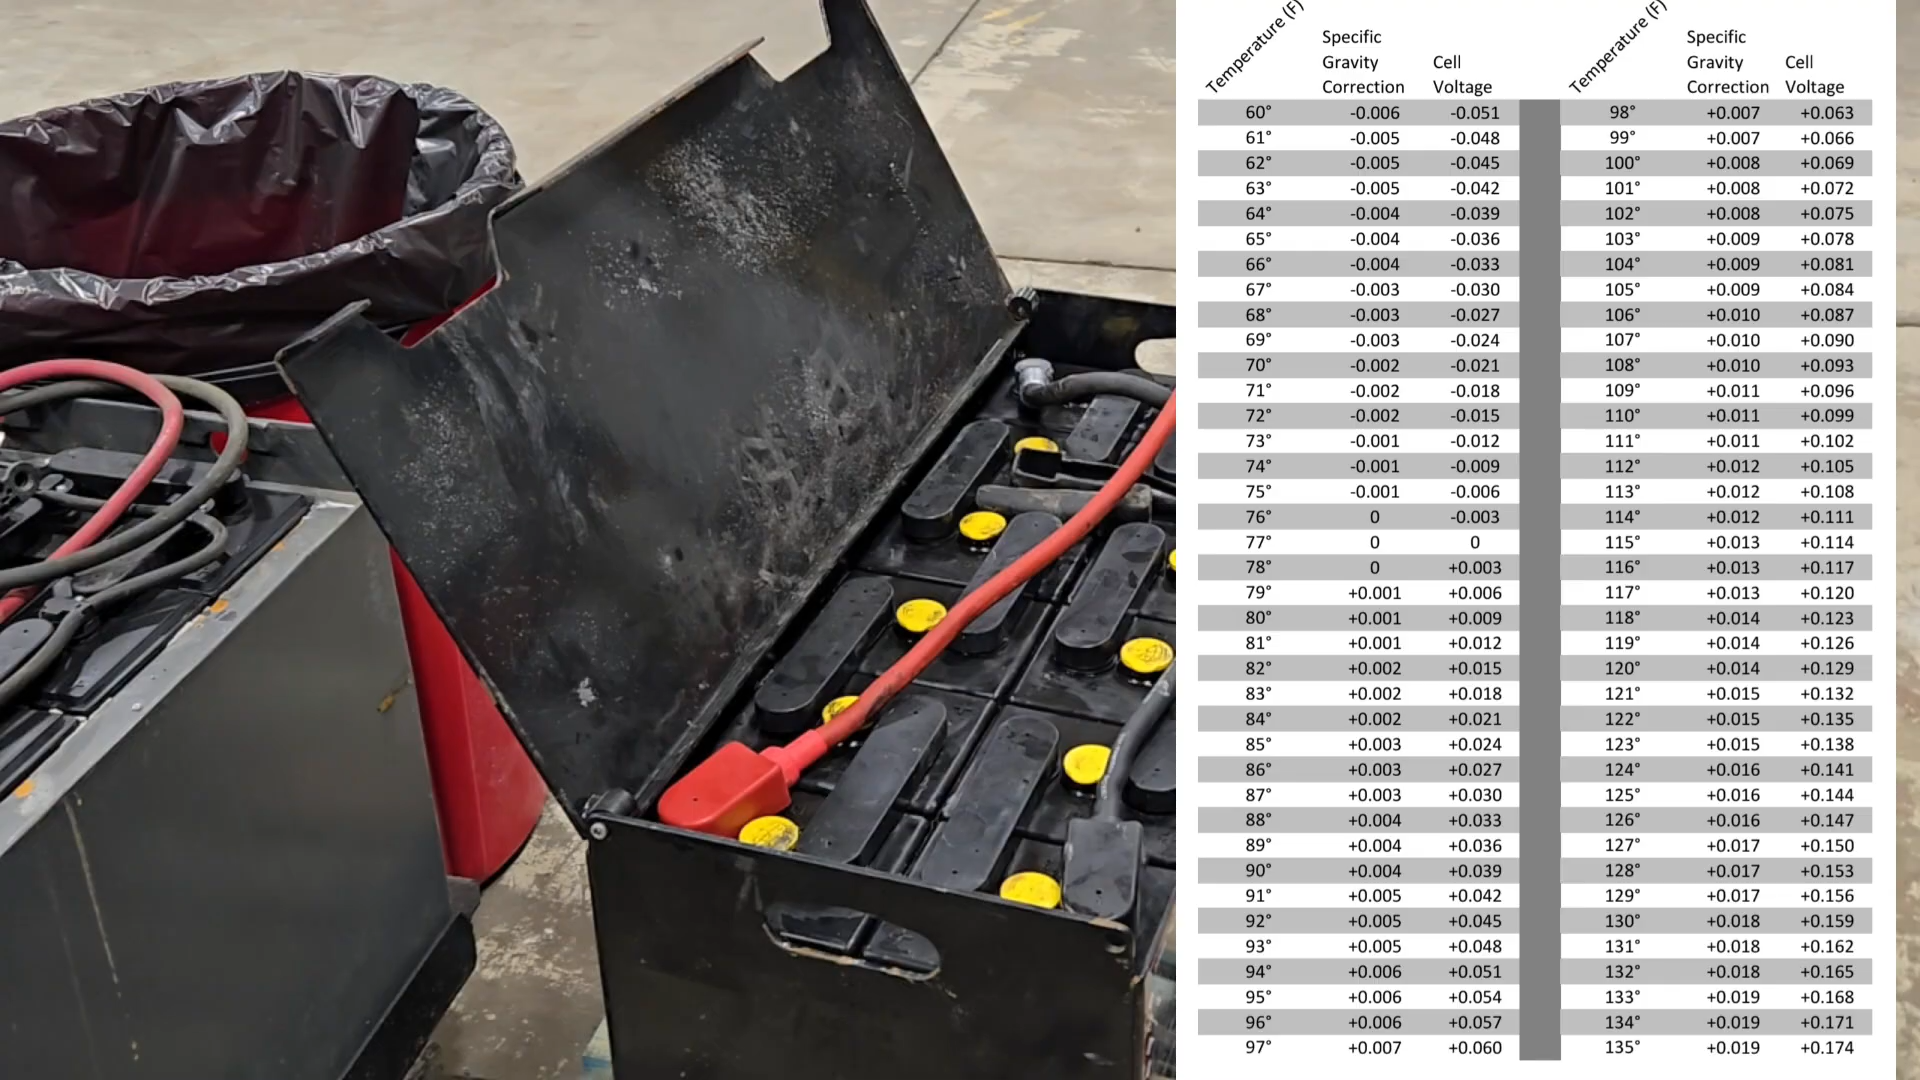 Temperature (F) Specific Gravity Correction Cell Voltage Temperature (F) Specific Gravity Correction Cell Voltage
60° -0.006 -0.051 98° +0.007 +0.063
61° -0.005 -0.048 99° +0.007 +0.066
62° -0.005 -0.045 100° +0.008 +0.069
63° -0.005 -0.042 101° +0.008 +0.072
64° -0.004 -0.039 102° +0.008 +0.075
65° -0.004 -0.036 103° +0.009 +0.078
66° -0.004 -0.033 104° +0.009 +0.081
67° -0.003 -0.030 105° +0.009 +0.084
68° -0.003 -0.027 106° +0.010 +0.087
69° -0.003 -0.024 107° +0.010 +0.090
70° -0.002 -0.021 108° +0.010 +0.093
71° -0.002 -0.018 109° +0.011 +0.096
72° -0.002 -0.015 110° +0.011 +0.099
73° -0.001 -0.012 111° +0.011 +0.102
74° -0.001 -0.009 112° +0.012 +0.105
75° -0.001 -0.006 113° +0.012 +0.108
76° 0 -0.003 114° +0.012 +0.111
77° 0 0 115° +0.013 +0.114
78° 0 +0.003 116° +0.013 +0.117
79° +0.001 +0.006 117° +0.013 +0.120
80° +0.001 +0.009 118° +0.014 +0.123
81° +0.001 +0.012 119° +0.014 +0.126
82° +0.002 +0.015 120° +0.014 +0.129
83° +0.002 +0.018 121° +0.015 +0.132
84° +0.002 +0.021 122° +0.015 +0.135
85° +0.003 +0.024 123° +0.015 +0.138
86° +0.003 +0.027 124° +0.016 +0.141
87° +0.003 +0.030 125° +0.016 +0.144
88° +0.004 +0.033 126° +0.016 +0.147
89° +0.004 +0.036 127° +0.017 +0.150
90° +0.004 +0.039 128° +0.017 +0.153
91° +0.005 +0.042 129° +0.017 +0.156
92° +0.005 +0.045 130° +0.018 +0.159
93° +0.005 +0.048 131° +0.018 +0.162
94° +0.006 +0.051 132° +0.018 +0.165
95° +0.006 +0.054 133° +0.019 +0.168
96° +0.006 +0.057 134° +0.019 +0.171
97° +0.007 +0.060 135° +0.019 +0.174